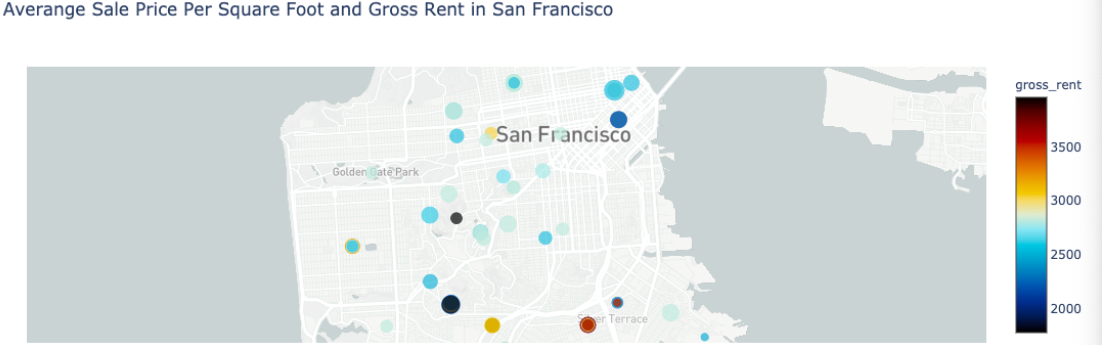 Averange Sale Price Per Square Foot and Gross Rent in San Francisco
gross_rent
San Francisco
3500
Golden Gate Park
3000
2500
Silver Terrace
2000